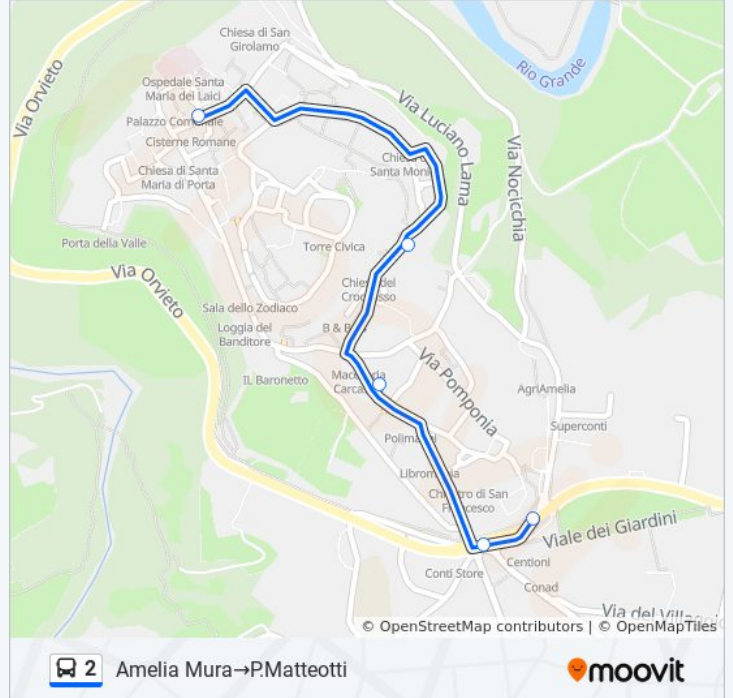 Chiesa di San
Girolamo
Rio Grande
Via Orvieto
Ospedale Santa
Maria dei Laici
Palazzo Comunale
Cisterne Romane
Via Luciano Lama
Via Nocicchia
Chiesa di
Santa Moni
Chiesa di Santa
Maria di Porta
Porta della Valle
Torre Civica
Via Orvieto
Chiesa del
Crocifisso
Sala dello Zodiaco
Loggia del
Banditore
B & B
IL Baronetto
Macelleria
Carca
Via Pomponia
AgriAmelia
Superconti
Polima
Libromania
Chiostro di San
Francesco
Viale dei Giardini
Centioni
Conti Store
Conad
Via del Villaggio
© OpenStreetMap contributors | © OpenMapTiles
2 Amelia Mura→P.Matteotti
moovit